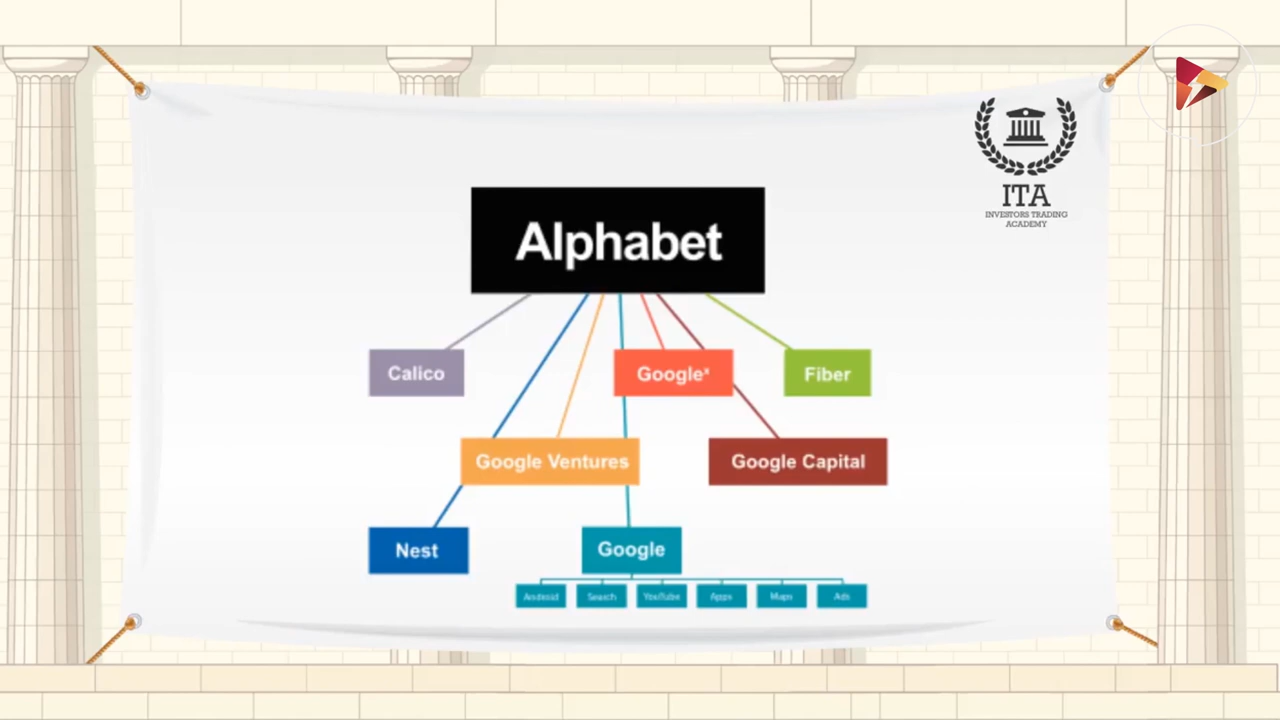 ITA
INVESTORS TRADING
ACADEMY
Alphabet
Calico
Googleˣ
Fiber
Google Ventures
Google Capital
Nest
Google
Android
Search
YouTube
Apps
Maps
Ads